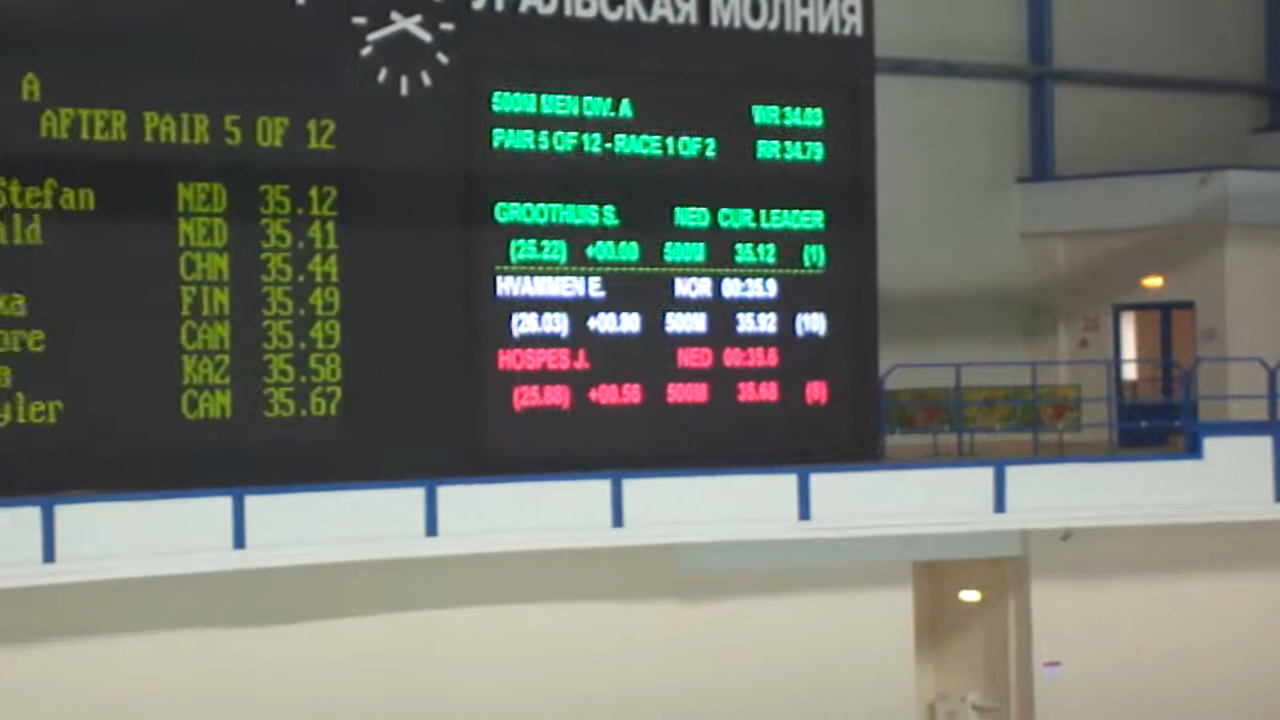 УРАЛЬСКАЯ МОЛНИЯ
A
AFTER PAIR 5 OF 12
Stefan NED 35.12
ald NED 35.41
CHN 35.44
ka FIN 35.49
ore CAN 35.49
KAZ 35.58
yler CAN 35.67
500M MEN DIV. A WR 34.03
PAIR 5 OF 12 - RACE 1 OF 2 RR 34.79
GROOTHUIS S. NED CUR. LEADER
(25.22) +00.00 500M 35.12 (1)
HVAMMEN E. NOR 00:35.9
(26.03) +00.80 500M 35.92 (10)
HOSPES J. NED 00:35.6
(25.88) +00.56 500M 35.68 (8)